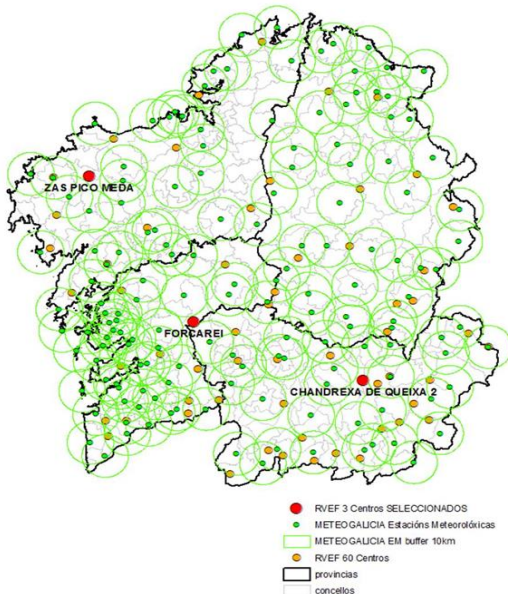 ZAS PICO MEDA
FORCAREI
CHANDREXA DE QUEIXA 2
RVEF 3 Centros SELECCIONADOS
METEOGALICIA Estacións Meteorolóxicas
METEOGALICIA EM buffer 10km
RVEF 60 Centros
provincias
concellos